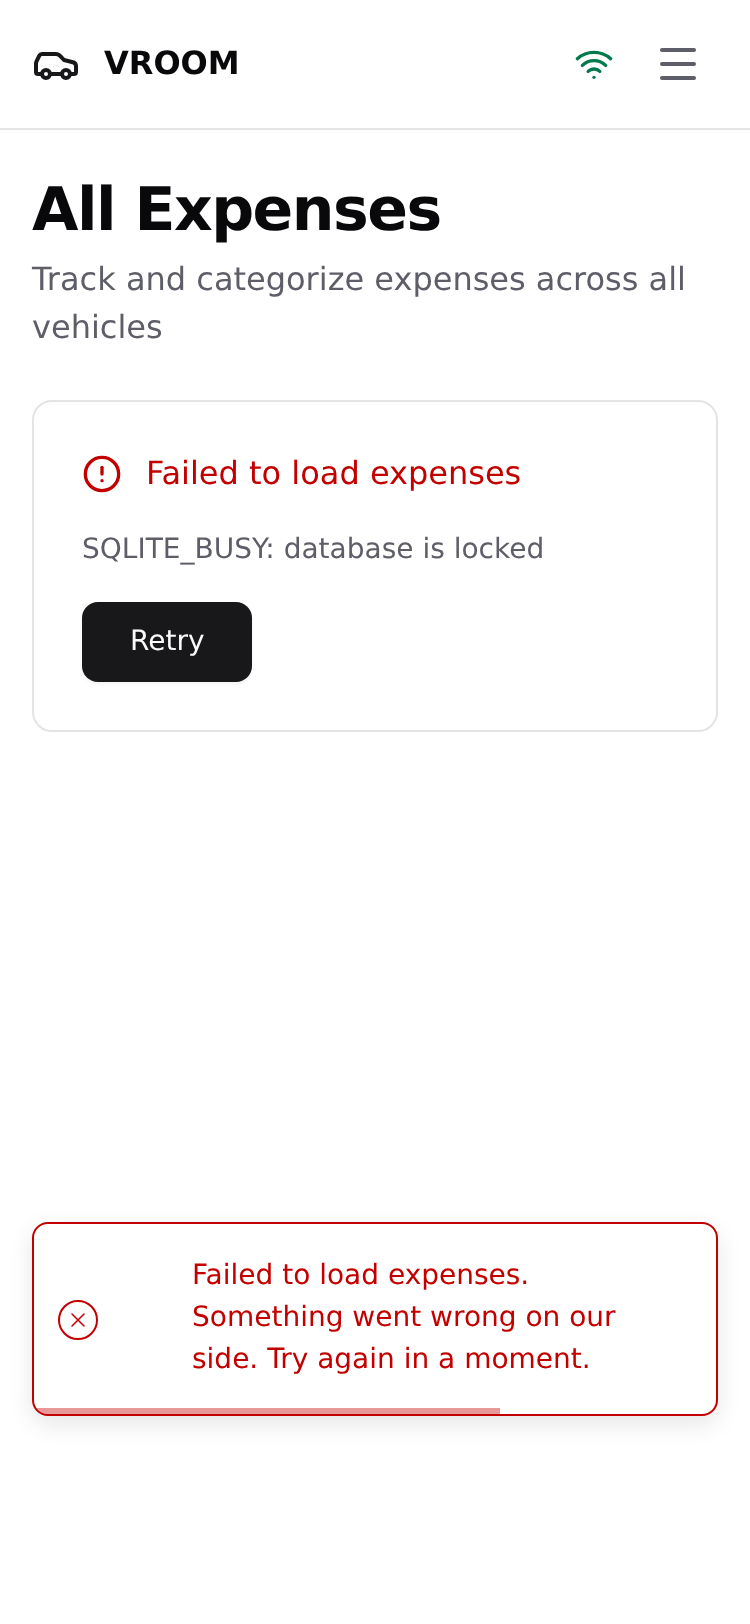 VROOM
All Expenses
Track and categorize expenses across all
vehicles
Failed to load expenses
SQLITE_BUSY: database is locked
Retry
Failed to load expenses.
Something went wrong on our
side. Try again in a moment.